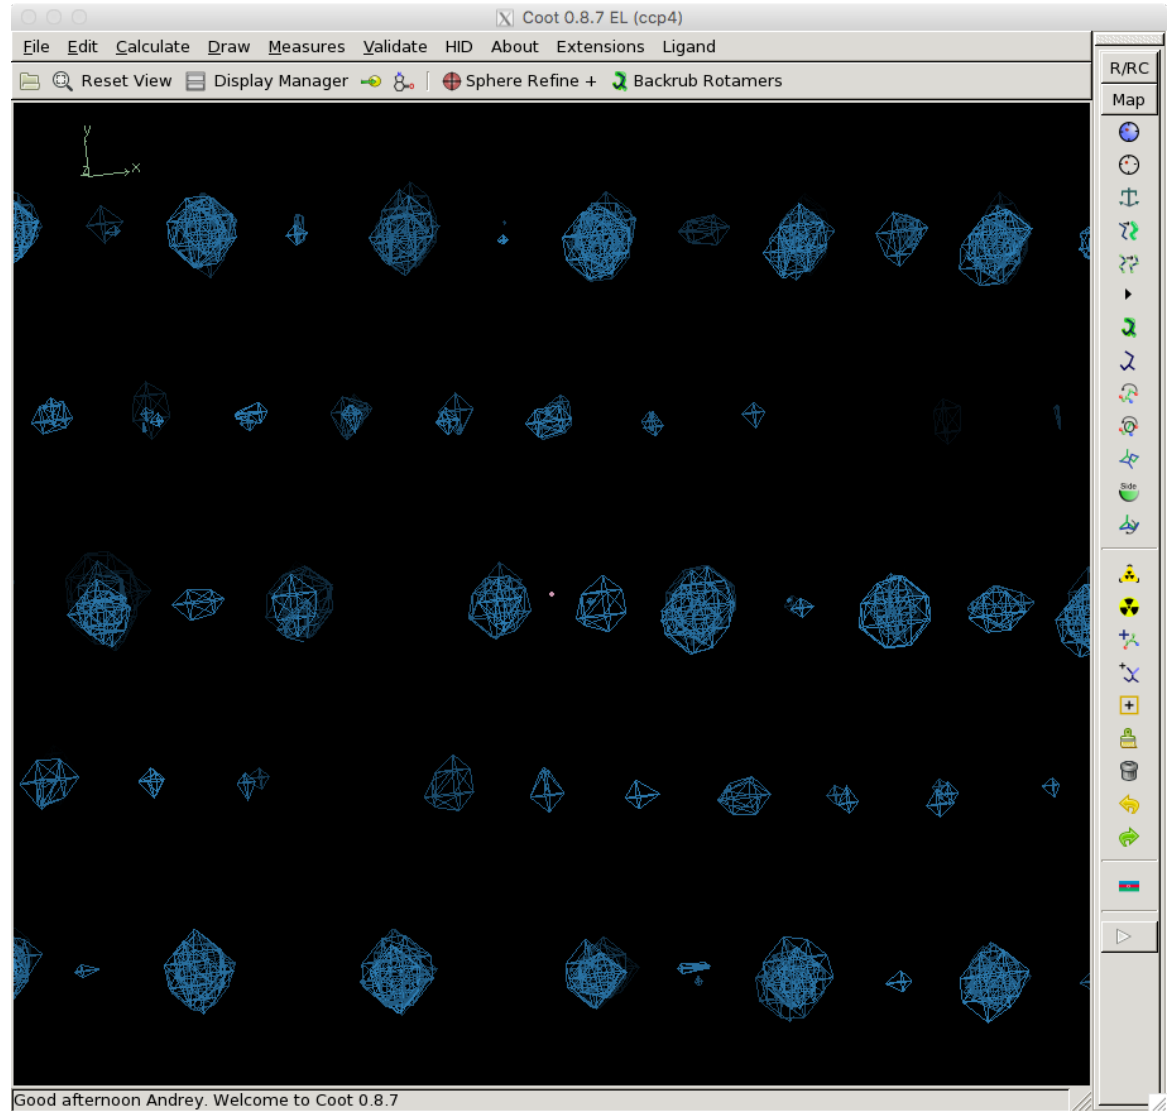 Coot 0.8.7 EL (ccp4)
File Edit Calculate Draw Measures Validate HID About Extensions Ligand
Reset View Display Manager Sphere Refine + Backrub Rotamers
R/RC
Map
y
x
z
Side
Good afternoon Andrey. Welcome to Coot 0.8.7